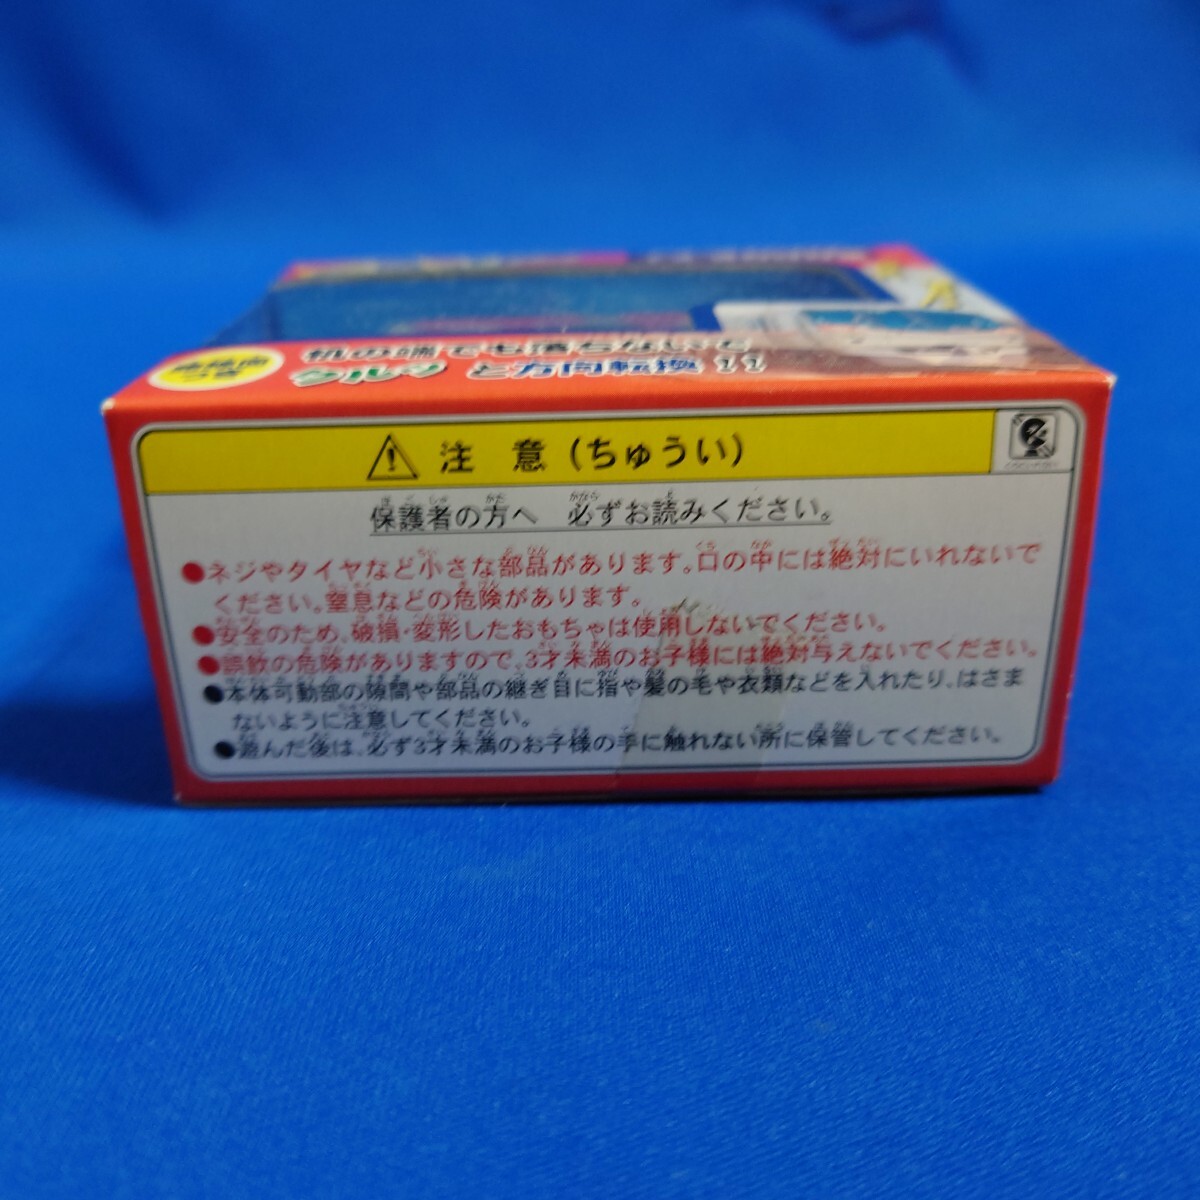 机の端でも落ちないで
クルッと方向転換!!
注 意 (ちゅうい)
保護者の方へ 必ずお読みください。
●ネジやタイヤなど小さな部品があります。口の中には絶対にいれないで
ください。窒息などの危険があります。
●安全のため、破損・変形したおもちゃは使用しないでください。
●誤飲の危険がありますので、3才未満のお子様には絶対与えないでください。
●本体可動部の隙間や部品の継ぎ目に指や髪の毛や衣類などを入れたり、はさま
ないように注意してください。
●遊んだ後は、必ず3才未満のお子様の手に触れない所に保管してください。